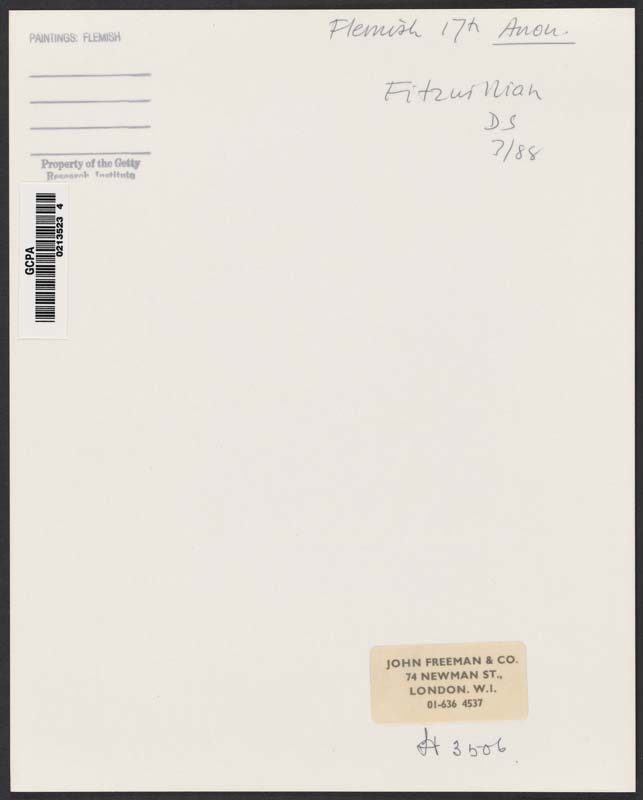 PAINTINGS: FLEMISH
Flemish 17th Anon.
Fitzwilliam
DS
7/88
Property of the Getty
Research Institute
GCPA
0213523 4
JOHN FREEMAN & CO.
74 NEWMAN ST.,
LONDON. W.I.
01-636 4537
H 3506